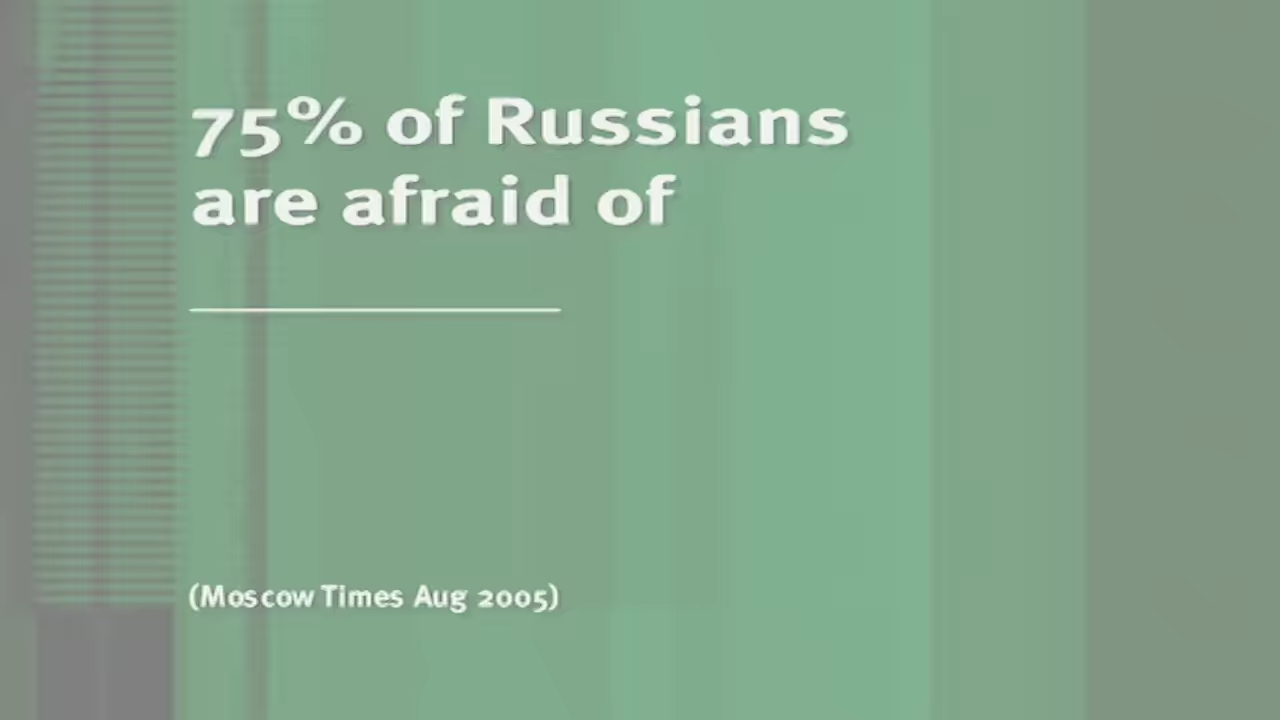 75% of Russians
are afraid of
(Moscow Times Aug 2005)